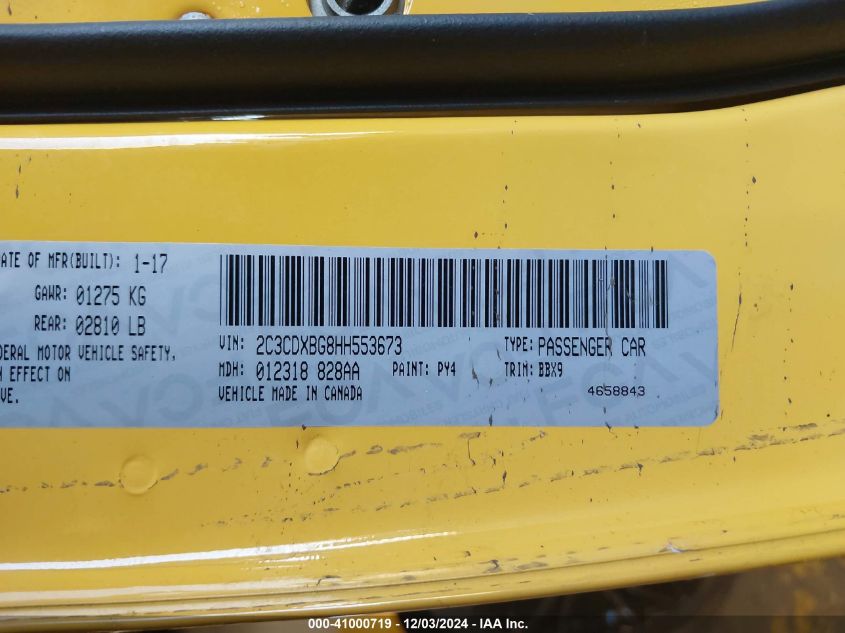 ATE OF MFR(BUILT): 1-17
GAWR: 01275 KG
REAR: 02810 LB
DERAL MOTOR VEHICLE SAFETY,
EFFECT ON
VE.
VIN: 2C3CDXBG8HH553673
TYPE: PASSENGER CAR
MDH: 012318 828AA
PAINT: PY4
TRIM: BBX9
VEHICLE MADE IN CANADA
4658843
000-41000719 - 12/03/2024 - IAA Inc.